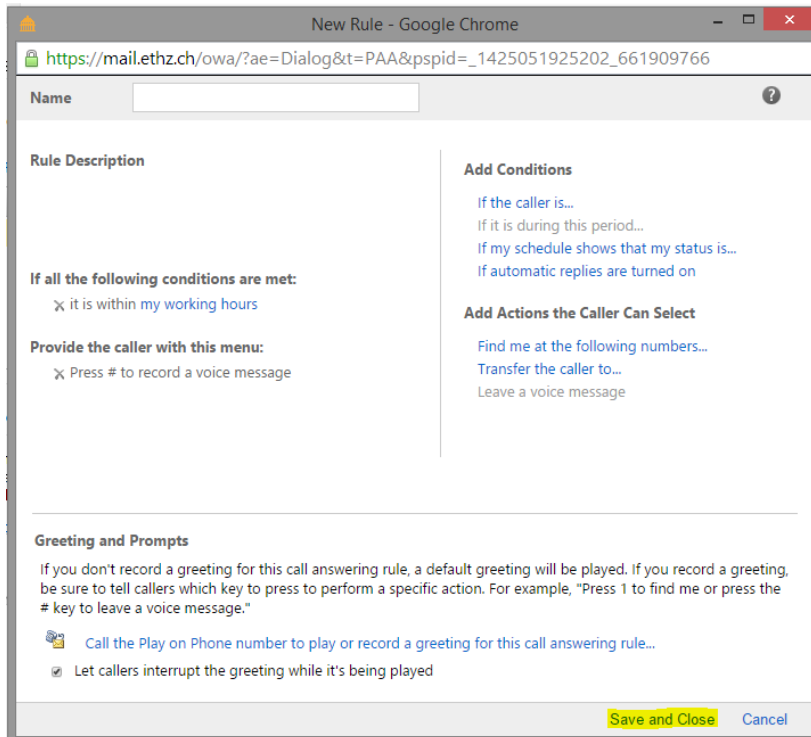 New Rule - Google Chrome
https://mail.ethz.ch/owa/?ae=Dialog&t=PAA&pspid=_1425051925202_661909766
Name
Rule Description
If all the following conditions are met:
it is within my working hours
Provide the caller with this menu:
Press # to record a voice message
Add Conditions
If the caller is...
If it is during this period...
If my schedule shows that my status is...
If automatic replies are turned on
Add Actions the Caller Can Select
Find me at the following numbers...
Transfer the caller to...
Leave a voice message
Greeting and Prompts
If you don't record a greeting for this call answering rule, a default greeting will be played. If you record a greeting,
be sure to tell callers which key to press to perform a specific action. For example, "Press 1 to find me or press the
# key to leave a voice message."
Call the Play on Phone number to play or record a greeting for this call answering rule...
Let callers interrupt the greeting while it's being played
Save and Close Cancel